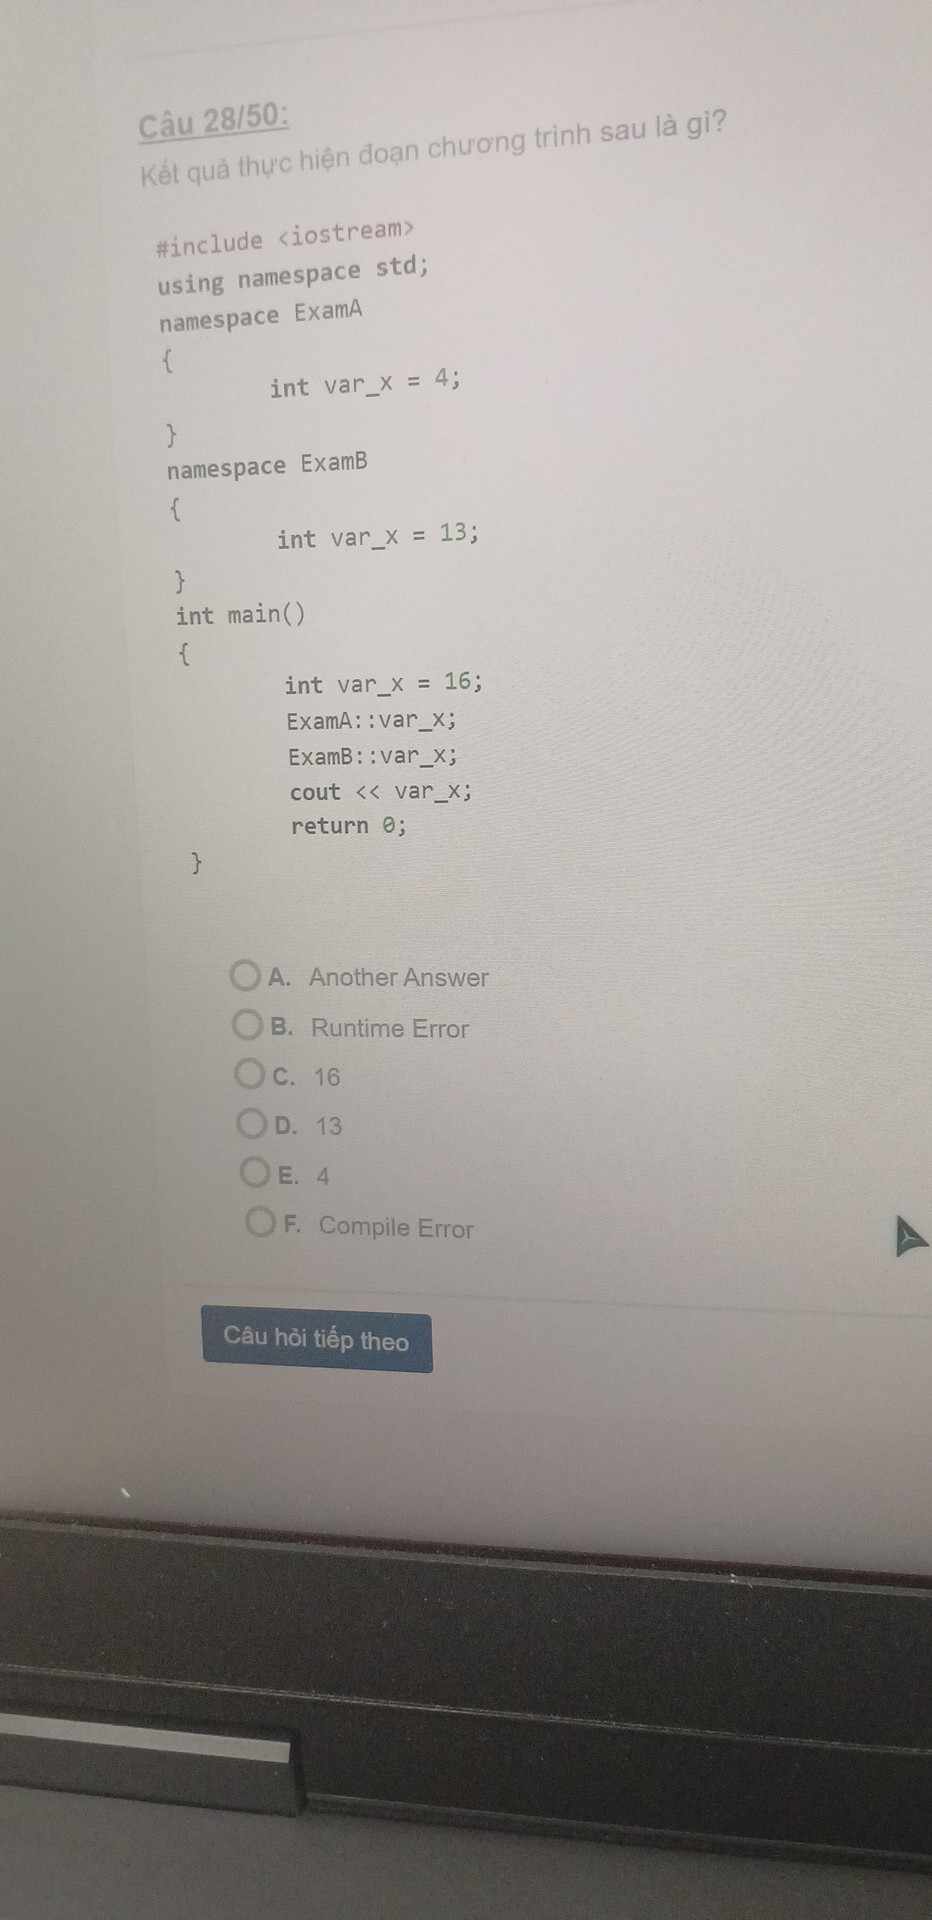 Câu 28/50:
Kết quả thực hiện đoạn chương trình sau là gì?
#include <iostream>
using namespace std;
namespace ExamA
{
int var_x = 4;
}
namespace ExamB
{
int var_x = 13;
}
int main()
{
int var_x = 16;
ExamA::var_x;
ExamB::var_x;
cout << var_x;
return 0;
}
A. Another Answer
B. Runtime Error
C. 16
D. 13
E. 4
F. Compile Error
Câu hỏi tiếp theo